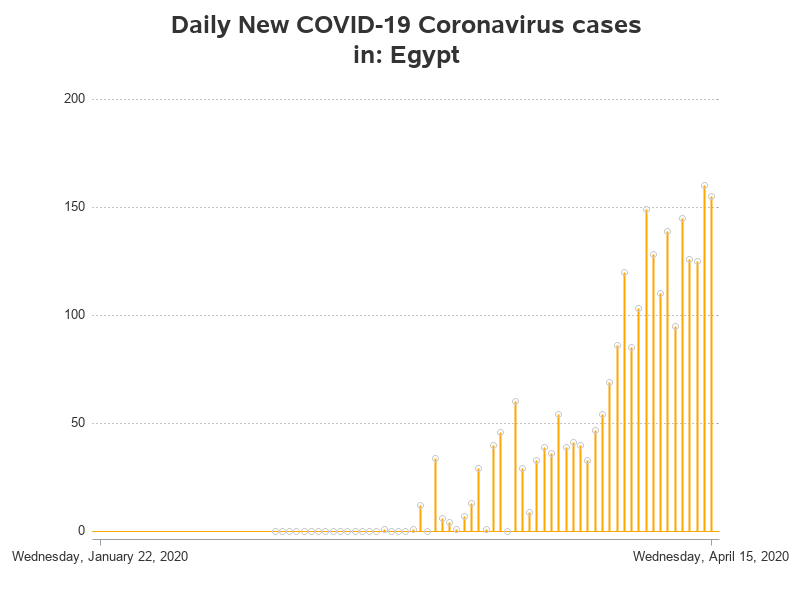 Daily New COVID-19 Coronavirus cases
in: Egypt
200
150
100
50
0
Wednesday, January 22, 2020
Wednesday, April 15, 2020